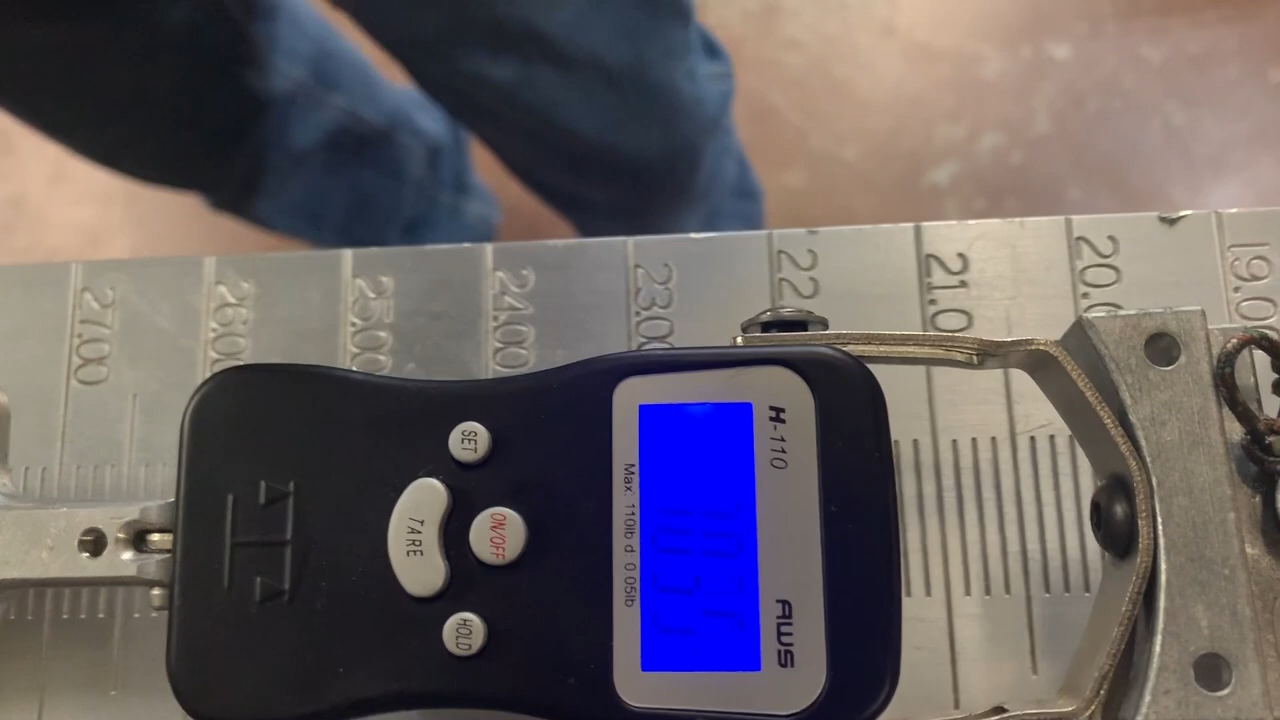 27.00
26.00
25.00
24.00
23.00
22
21.0
20.0
19.0
H-110
AWS
Max: 110lb d: 0.05lb
SET
TARE
ON/OFF
HOLD